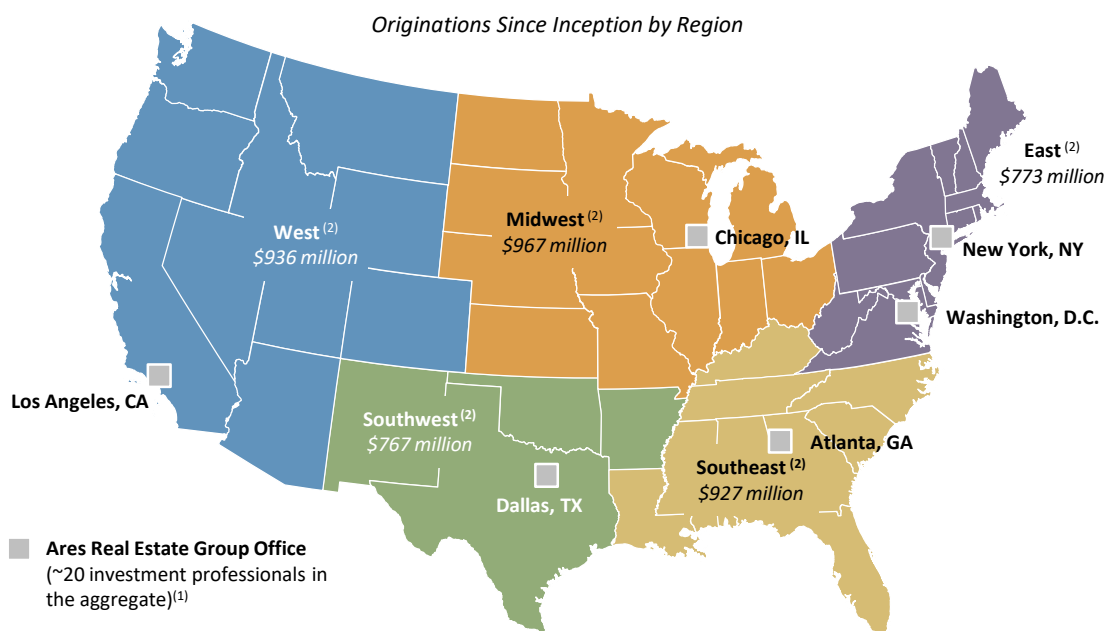 Originations Since Inception by Region
East (2)
$773 million
West (2)
$936 million
Midwest (2)
$967 million
Chicago, IL
New York, NY
Washington, D.C.
Los Angeles, CA
Southwest (2)
$767 million
Atlanta, GA
Southeast (2)
$927 million
Dallas, TX
Ares Real Estate Group Office
(~20 investment professionals in
the aggregate)(1)